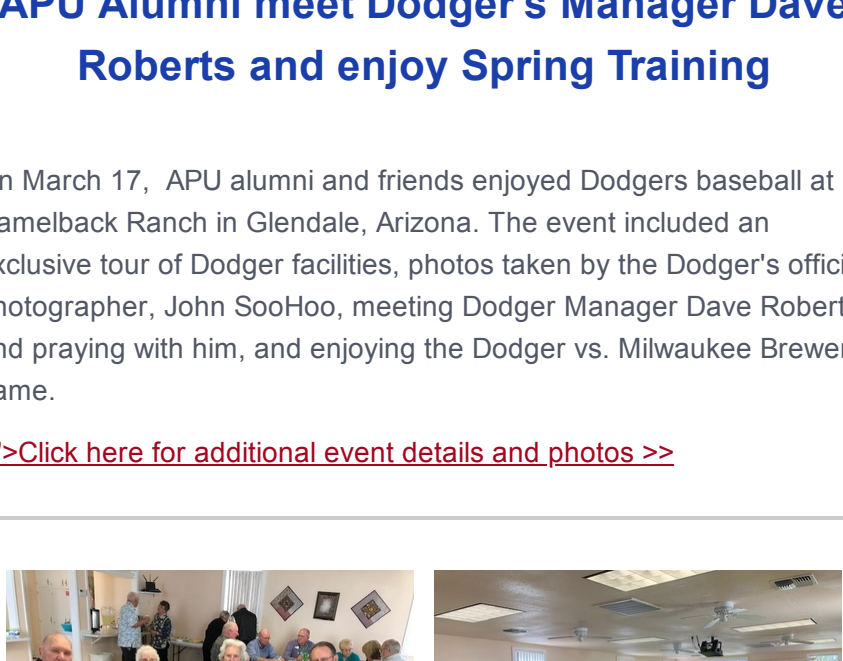 APU Alumni meet Dodger's Manager Dave
Roberts and enjoy Spring Training
n March 17, APU alumni and friends enjoyed Dodgers baseball at
amelback Ranch in Glendale, Arizona. The event included an
xclusive tour of Dodger facilities, photos taken by the Dodger's offici
hotographer, John SooHoo, meeting Dodger Manager Dave Robert
nd praying with him, and enjoying the Dodger vs. Milwaukee Brewer
ame.
">Click here for additional event details and photos >>